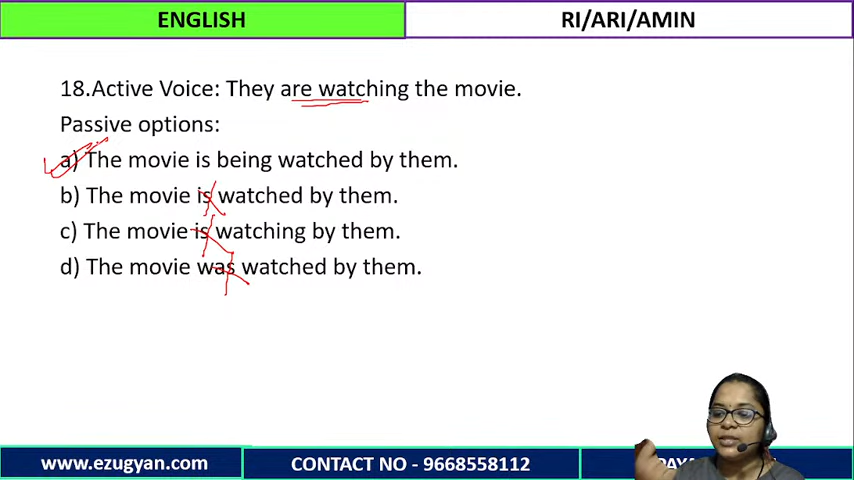 ENGLISH
RI/ARI/AMIN
18.Active Voice: They are watching the movie.
Passive options:
a) The movie is being watched by them.
b) The movie is watched by them.
c) The movie is watching by them.
d) The movie was watched by them.
www.ezugyan.com
CONTACT NO - 9668558112